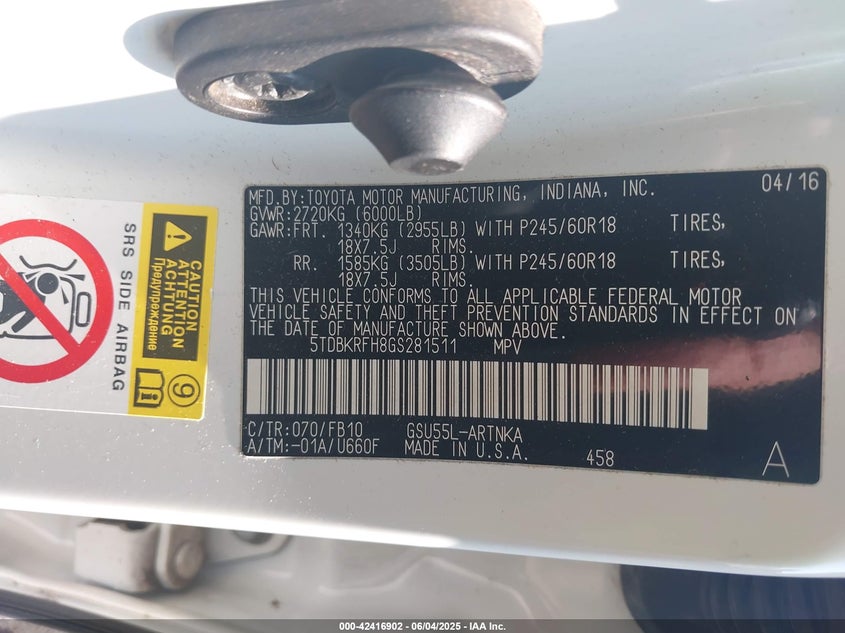 MFD.BY:TOYOTA MOTOR MANUFACTURING, INDIANA, INC. 04/16
GVWR:2720KG (6000LB)
GAWR:FRT. 1340KG (2955LB) WITH P245/60R18 TIRES,
18X7.5J RIMS.
RR. 1585KG (3505LB) WITH P245/60R18 TIRES,
18X7.5J RIMS.
THIS VEHICLE CONFORMS TO ALL APPLICABLE FEDERAL MOTOR
VEHICLE SAFETY AND THEFT PREVENTION STANDARDS IN EFFECT ON
THE DATE OF MANUFACTURE SHOWN ABOVE.
5TDBKRFH8GS281511 MPV
C/TR:070/FB10 GSU55L-ARTNKA
A/TM:-01A/U660F MADE IN U.S.A. 458 A
SRS SIDE AIRBAG
CAUTION
ATTENTION
ACHTUNG
Предупреждение
9
000-42416902 - 06/04/2025 - IAA Inc.